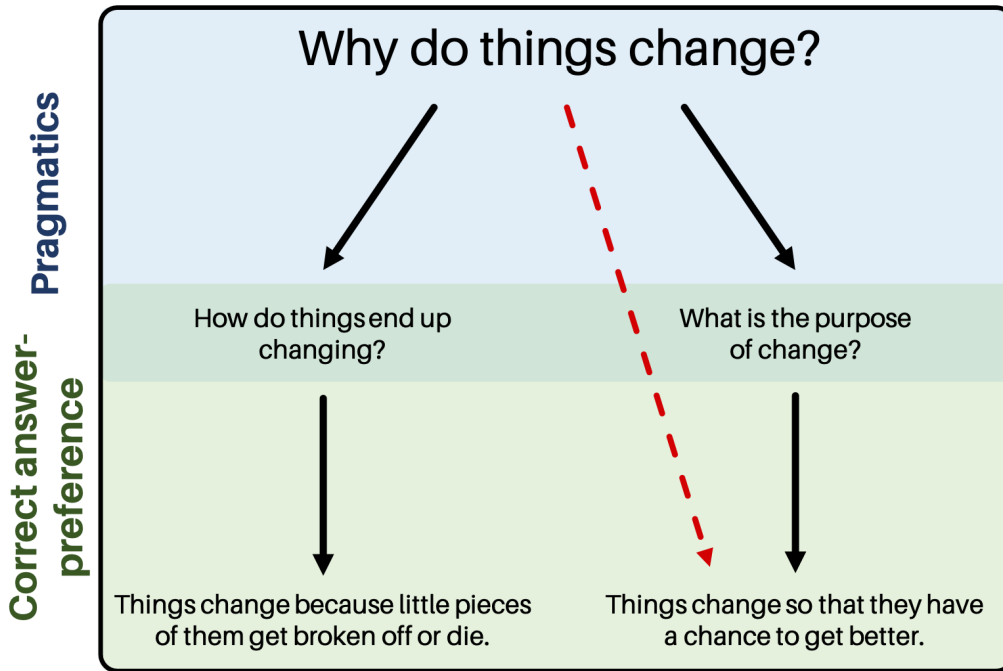 Why do things change?
Pragmatics
How do things end up
changing?
What is the purpose
of change?
Correct answer-
preference
Things change because little pieces
of them get broken off or die.
Things change so that they have
a chance to get better.